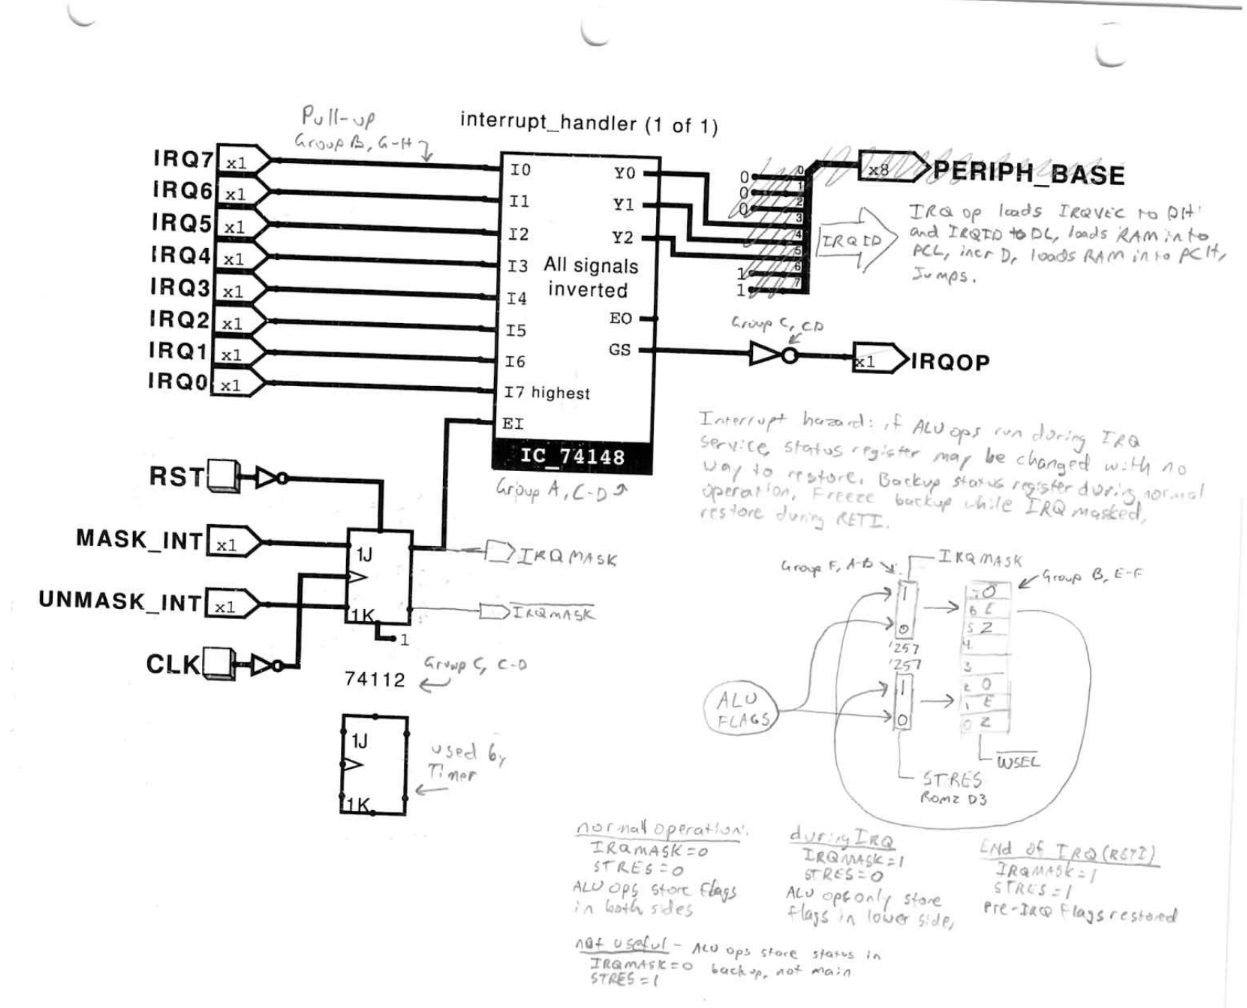 Pull-up
Group B, G-H
interrupt_handler (1 of 1)
IRQ7 x1
IRQ6 x1
IRQ5 x1
IRQ4 x1
IRQ3 x1
IRQ2 x1
IRQ1 x1
IRQ0 x1
I0
I1
I2
I3
I4
I5
I6
I7 highest
EI
Y0
Y1
Y2
All signals
inverted
EO
GS
IC_74148
Group A, C-D
0
0
0
1
1
0
1
2
3
4
5
6
7
x8 PERIPH_BASE
IRQID
IRQ op loads IRQVEC to DH
and IRQID to DL, loads RAM into
PCL, incr D, loads RAM into PCH,
Jumps.
Group C, CD
x1 IRQOP
Interrupt hazard: if ALU ops run during IRQ
service, status register may be changed with no
way to restore. Backup status register during normal
operation, Freeze backup while IRQ masked,
restore during RETI.
RST
MASK_INT x1
UNMASK_INT x1
CLK
1J
1K
1
IRQMASK
IRQMASK
74112
Group C, C-D
1J
1K
used by
Timer
Group F, A-B
IRQMASK
Group B, E-F
1
0
'257
'257
1
0
7 O
6 E
5 Z
4
3
2 O
1 E
0 Z
ALU
FLAGS
WSEL
STRES
ROM2 D3
normal operation:
IRQMASK=0
STRES=0
ALU ops store flags
in both sides
during IRQ
IRQMASK=1
STRES=0
ALU ops only store
flags in lower side,
End of IRQ (RETI)
IRQMASK=1
STRES=1
Pre-IRQ flags restored
not useful - ALU ops store status in
IRQMASK=0 backup, not main
STRES=1